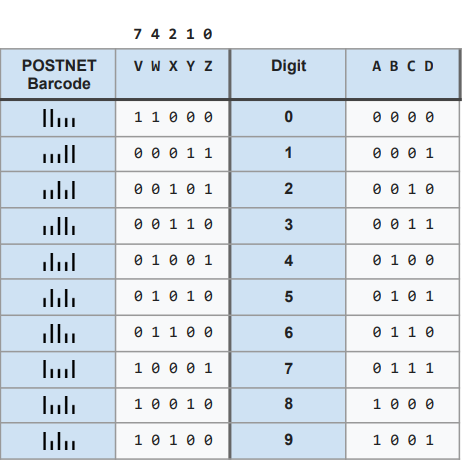 7 4 2 1 0
POSTNET Barcode V W X Y Z Digit A B C D
1 1 0 0 0 0 0 0 0 0
0 0 0 1 1 1 0 0 0 1
0 0 1 0 1 2 0 0 1 0
0 0 1 1 0 3 0 0 1 1
0 1 0 0 1 4 0 1 0 0
0 1 0 1 0 5 0 1 0 1
0 1 1 0 0 6 0 1 1 0
1 0 0 0 1 7 0 1 1 1
1 0 0 1 0 8 1 0 0 0
1 0 1 0 0 9 1 0 0 1